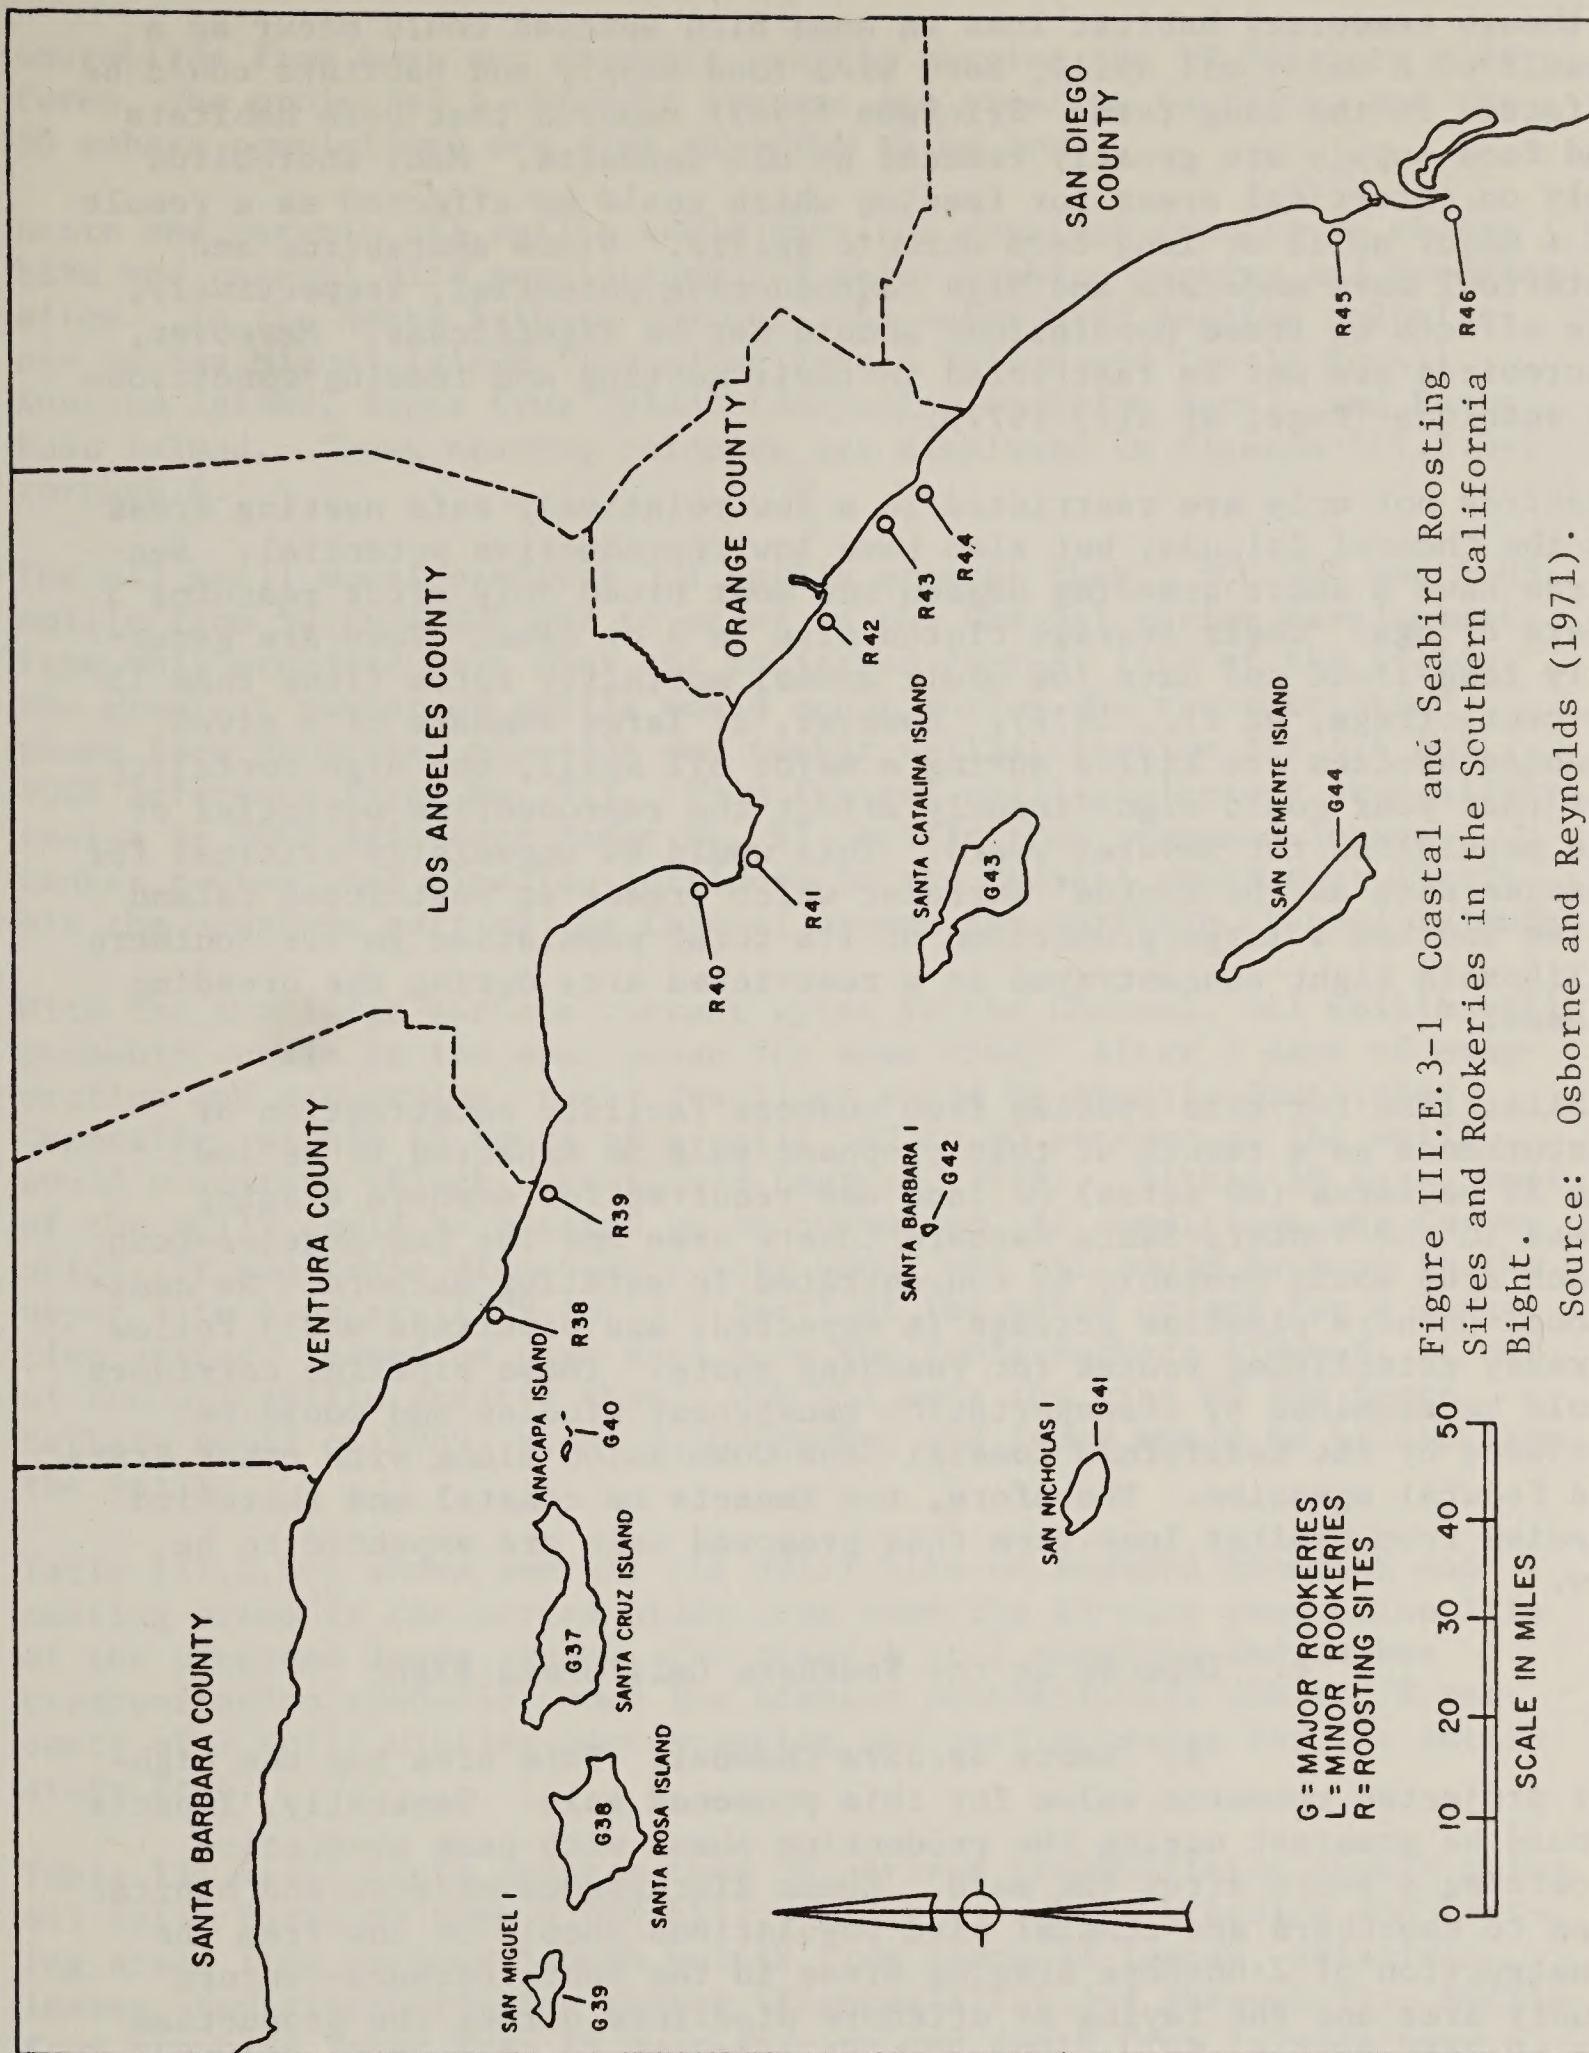 SANTA BARBARA COUNTY
VENTURA COUNTY
LOS ANGELES COUNTY
ORANGE COUNTY
SAN DIEGO
COUNTY
SAN MIGUEL I
G39
G38
SANTA ROSA ISLAND
G37
SANTA CRUZ ISLAND
ANACAPA ISLAND
G40
R38
R39
R40
R41
R42
R43
R44
R45
R46
SANTA BARBARA I
G42
SANTA CATALINA ISLAND
G43
SAN NICHOLAS I
G41
SAN CLEMENTE ISLAND
G44
G = MAJOR ROOKERIES
L = MINOR ROOKERIES
R = ROOSTING SITES
0 10 20 30 40 50
SCALE IN MILES
Figure III.E.3-1 Coastal and Seabird Roosting
Sites and Rookeries in the Southern California
Bight.
Source: Osborne and Reynolds (1971).